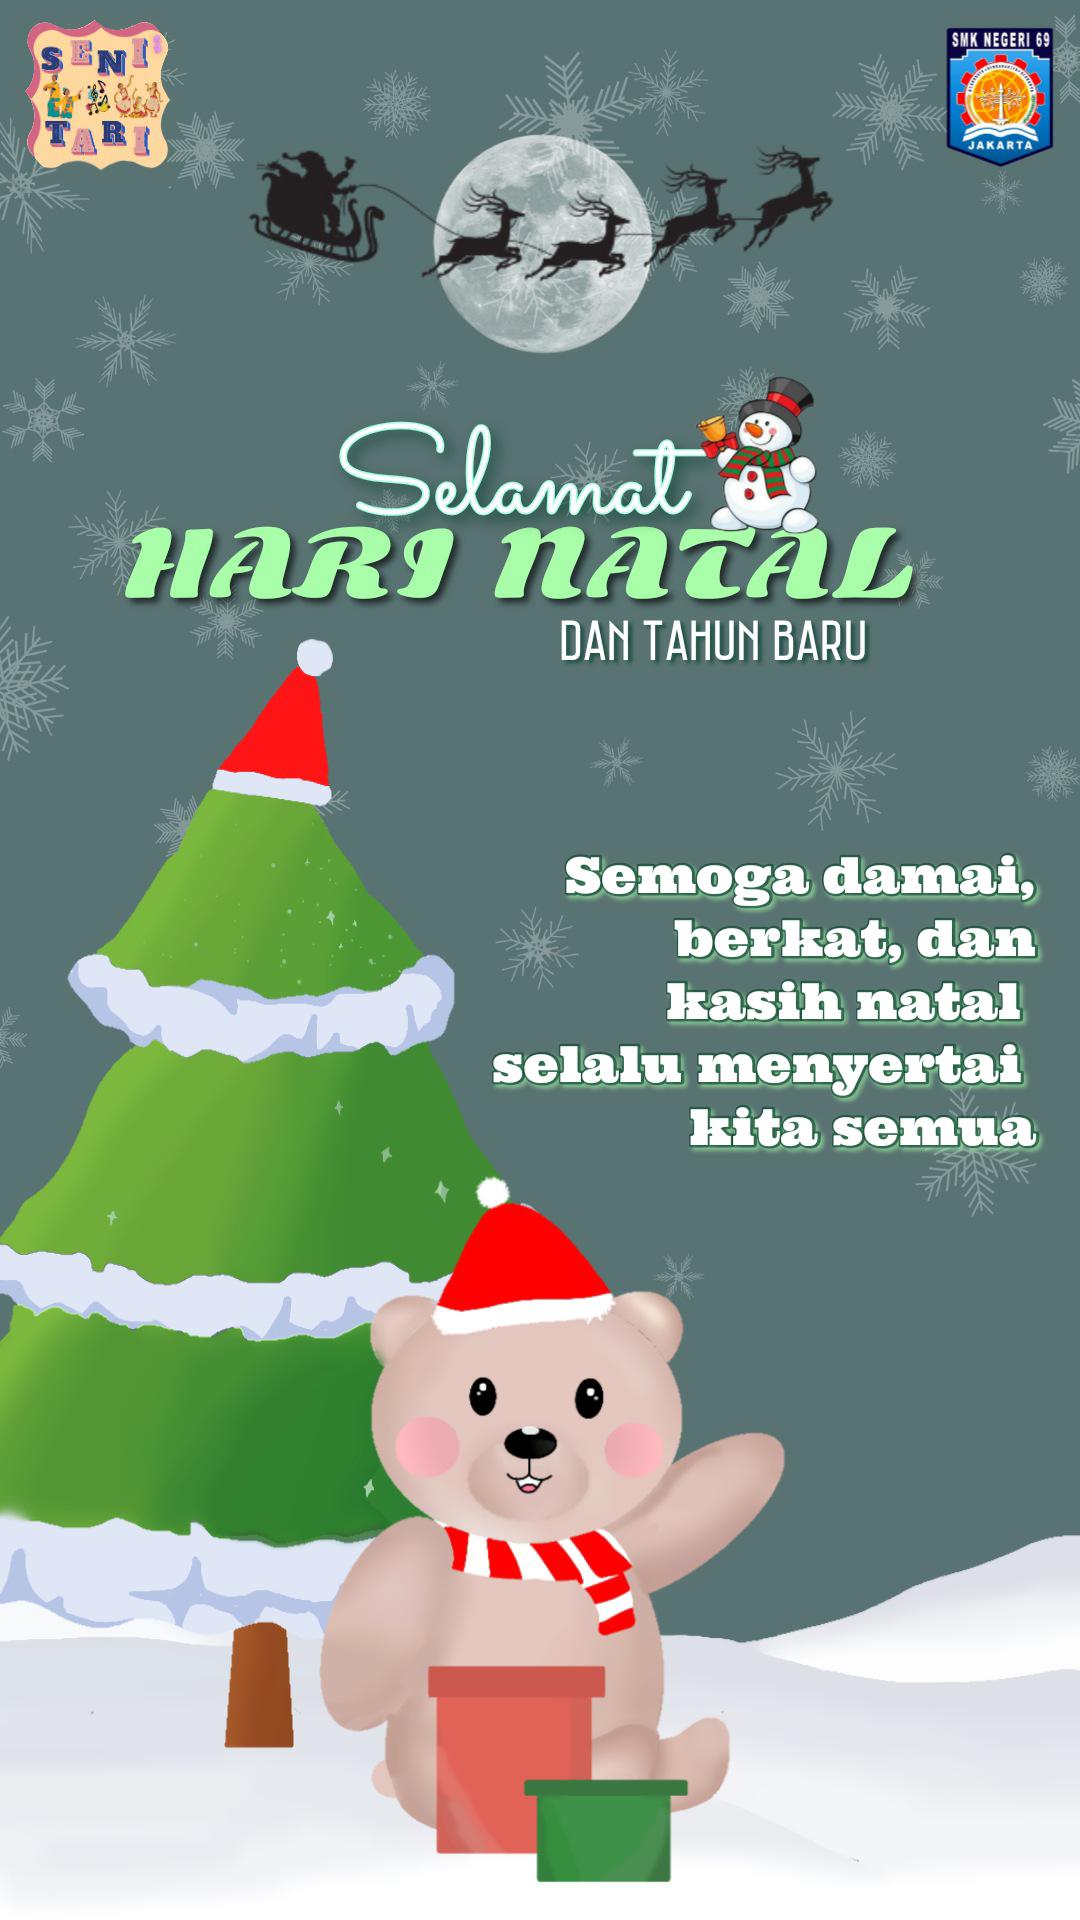 SENI
TARI
SMK NEGERI 69
JAKARTA
Selamat
HARI NATAL
DAN TAHUN BARU
Semoga damai,
berkat, dan
kasih natal
selalu menyertai
kita semua